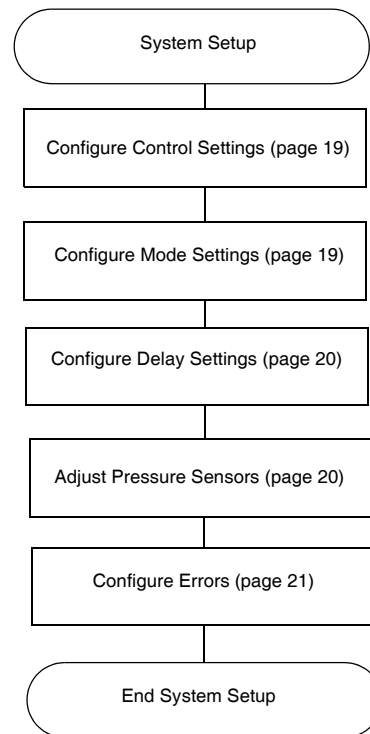 System Setup
Configure Control Settings (page 19)
Configure Mode Settings (page 19)
Configure Delay Settings (page 20)
Adjust Pressure Sensors (page 20)
Configure Errors (page 21)
End System Setup